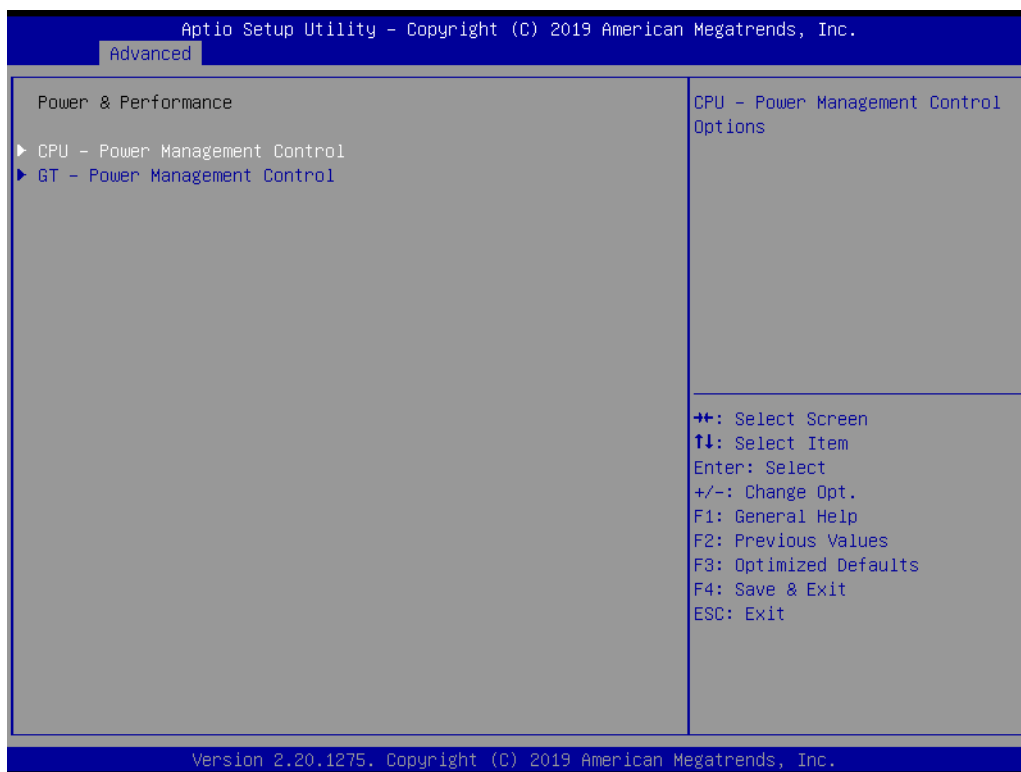 Aptio Setup Utility – Copyright (C) 2019 American Megatrends, Inc.
Advanced
Power & Performance
▶ CPU – Power Management Control
▶ GT – Power Management Control
CPU – Power Management Control
Options
→←: Select Screen
↑↓: Select Item
Enter: Select
+/-: Change Opt.
F1: General Help
F2: Previous Values
F3: Optimized Defaults
F4: Save & Exit
ESC: Exit
Version 2.20.1275. Copyright (C) 2019 American Megatrends, Inc.